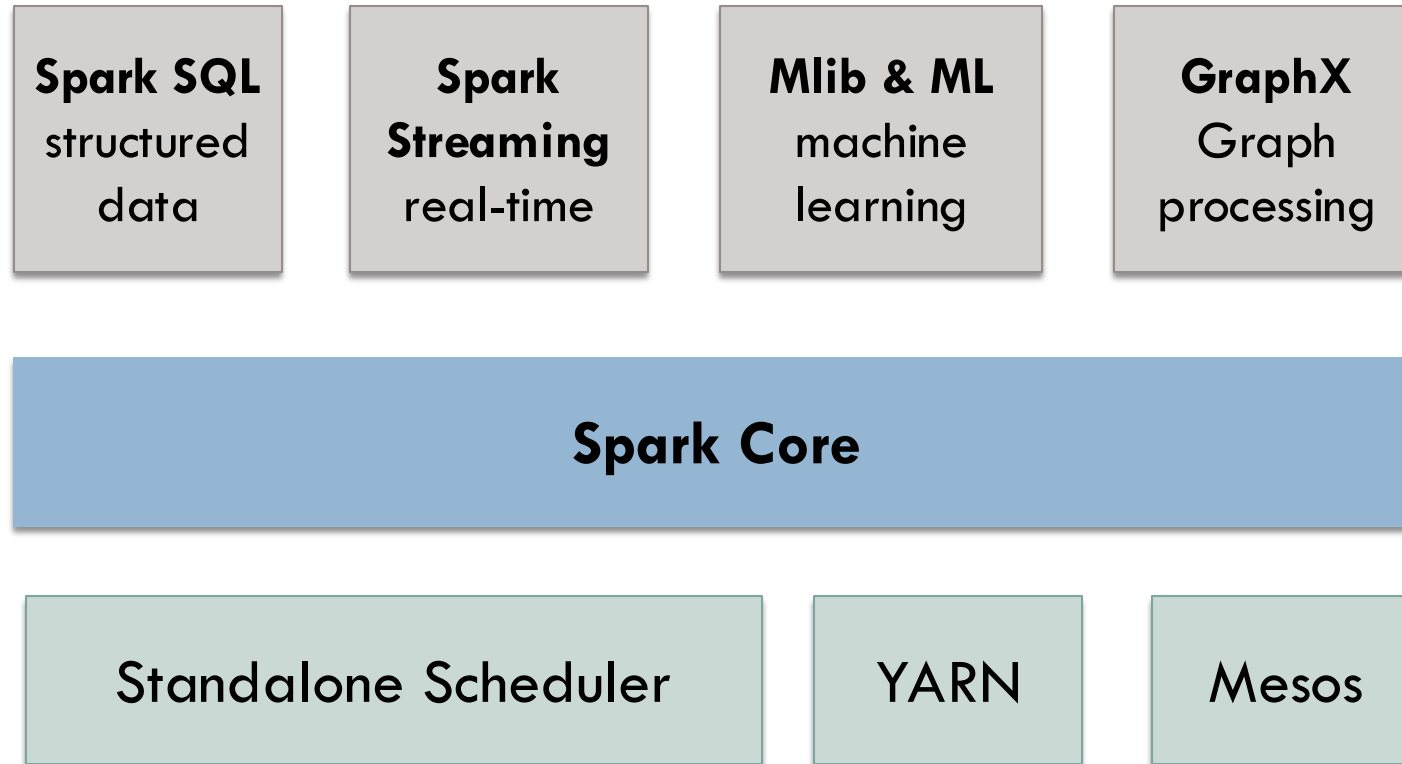 Spark SQL
structured
data
Spark
Streaming
real-time
Mlib & ML
machine
learning
GraphX
Graph
processing
Spark Core
Standalone Scheduler
YARN
Mesos